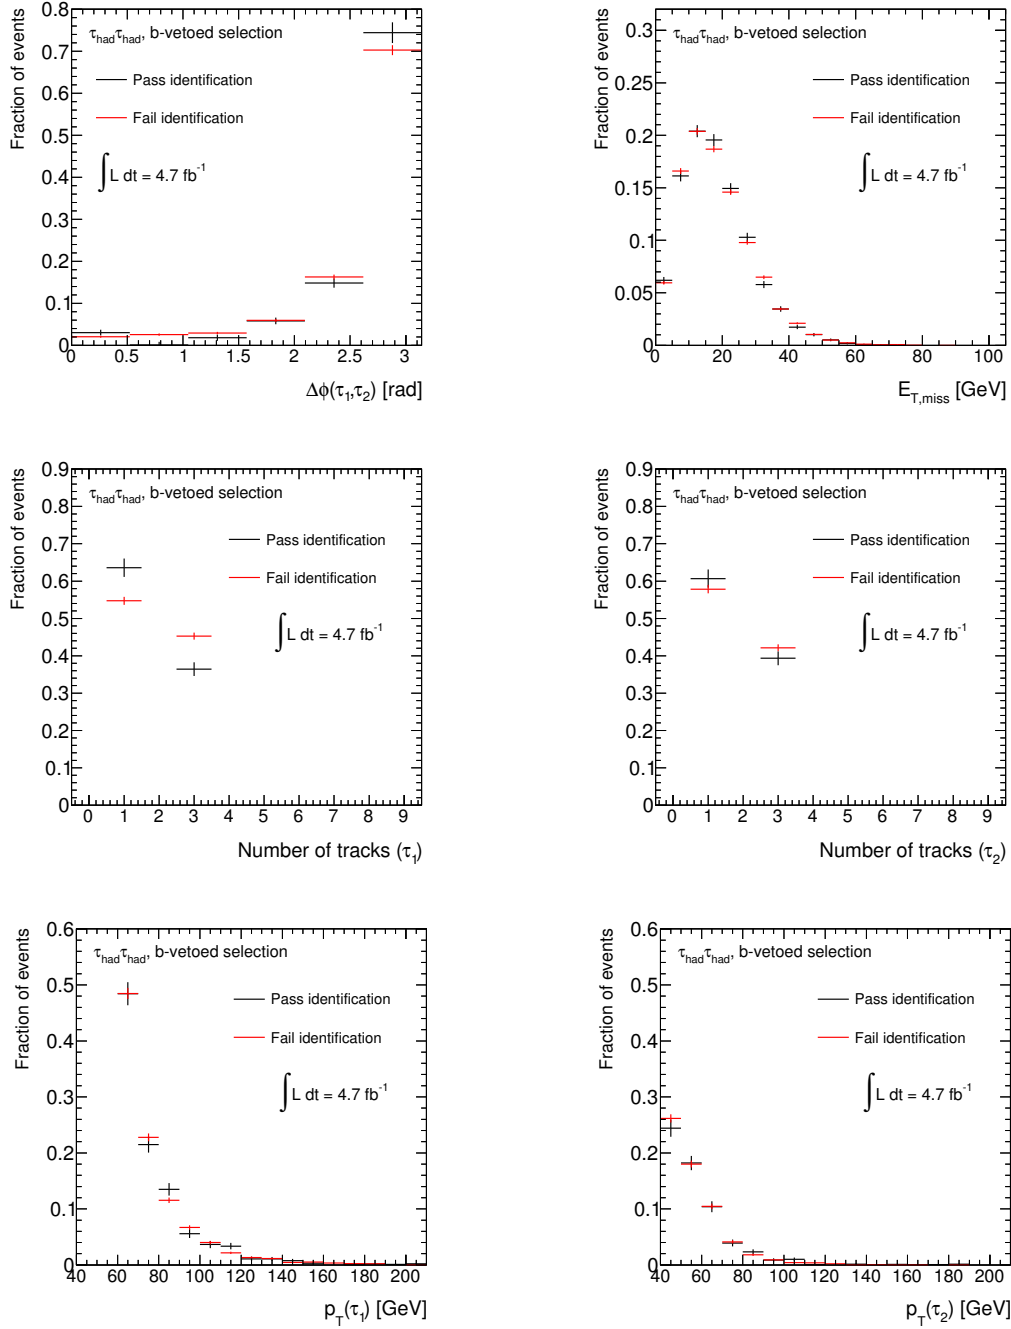 Fraction of events
0.8
0.7
0.6
0.5
0.4
0.3
0.2
0.1
0
τhadτhad, b-vetoed selection
Pass identification
Fail identification
∫ L dt = 4.7 fb-1
0 0.5 1 1.5 2 2.5 3
Δϕ(τ1,τ2) [rad]
Fraction of events
0.3
0.25
0.2
0.15
0.1
0.05
0
τhadτhad, b-vetoed selection
Pass identification
Fail identification
∫ L dt = 4.7 fb-1
0 20 40 60 80 100
ET,miss [GeV]
Fraction of events
0.9
0.8
0.7
0.6
0.5
0.4
0.3
0.2
0.1
0
τhadτhad, b-vetoed selection
Pass identification
Fail identification
∫ L dt = 4.7 fb-1
0 1 2 3 4 5 6 7 8 9
Number of tracks (τ1)
Fraction of events
0.9
0.8
0.7
0.6
0.5
0.4
0.3
0.2
0.1
0
τhadτhad, b-vetoed selection
Pass identification
Fail identification
∫ L dt = 4.7 fb-1
0 1 2 3 4 5 6 7 8 9
Number of tracks (τ2)
Fraction of events
0.6
0.5
0.4
0.3
0.2
0.1
0
τhadτhad, b-vetoed selection
Pass identification
Fail identification
∫ L dt = 4.7 fb-1
40 60 80 100 120 140 160 180 200
pT(τ1) [GeV]
Fraction of events
0.6
0.5
0.4
0.3
0.2
0.1
0
τhadτhad, b-vetoed selection
Pass identification
Fail identification
∫ L dt = 4.7 fb-1
40 60 80 100 120 140 160 180 200
pT(τ2) [GeV]